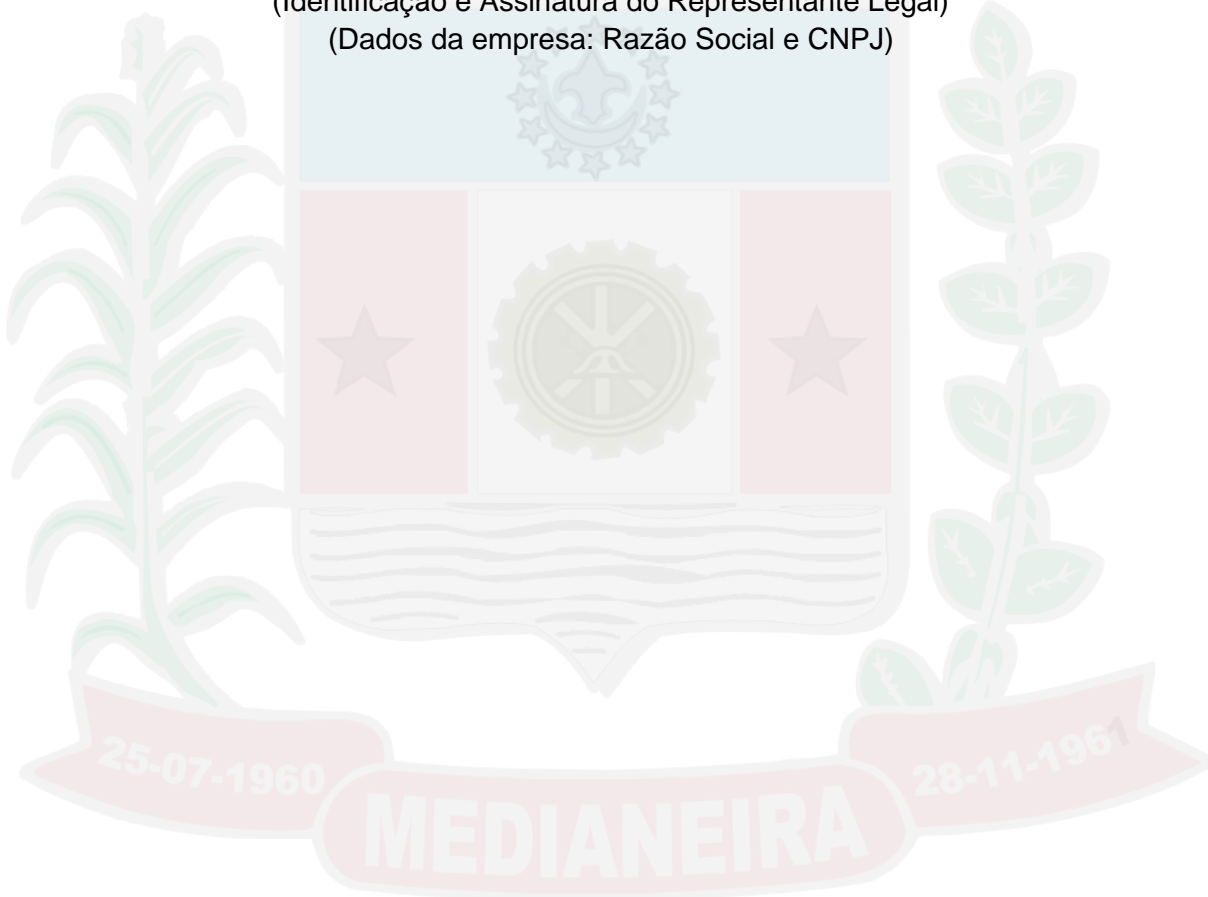 (Identificação e Assinatura do Representante Legal)
(Dados da empresa: Razão Social e CNPJ)
25-07-1960
28-11-1961
MEDIANEIRA